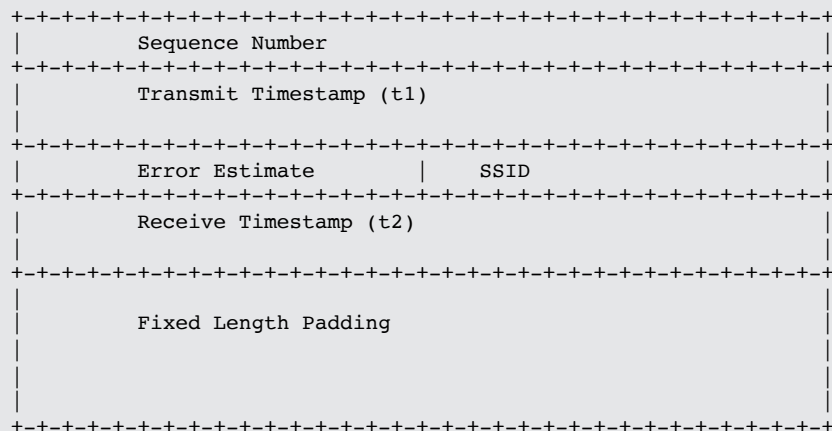 +-+-+-+-+-+-+-+-+-+-+-+-+-+-+-+-+-+-+-+-+-+-+-+-+-+-+-+-+-+-+-+-+
|         Sequence Number                                       |
+-+-+-+-+-+-+-+-+-+-+-+-+-+-+-+-+-+-+-+-+-+-+-+-+-+-+-+-+-+-+-+-+
|         Transmit Timestamp (t1)                               |
|                                                               |
+-+-+-+-+-+-+-+-+-+-+-+-+-+-+-+-+-+-+-+-+-+-+-+-+-+-+-+-+-+-+-+-+
|         Error Estimate        |    SSID                       |
+-+-+-+-+-+-+-+-+-+-+-+-+-+-+-+-+-+-+-+-+-+-+-+-+-+-+-+-+-+-+-+-+
|         Receive Timestamp (t2)                                |
|                                                               |
+-+-+-+-+-+-+-+-+-+-+-+-+-+-+-+-+-+-+-+-+-+-+-+-+-+-+-+-+-+-+-+-+
|                                                               |
|         Fixed Length Padding                                  |
|                                                               |
|                                                               |
|                                                               |
+-+-+-+-+-+-+-+-+-+-+-+-+-+-+-+-+-+-+-+-+-+-+-+-+-+-+-+-+-+-+-+-+